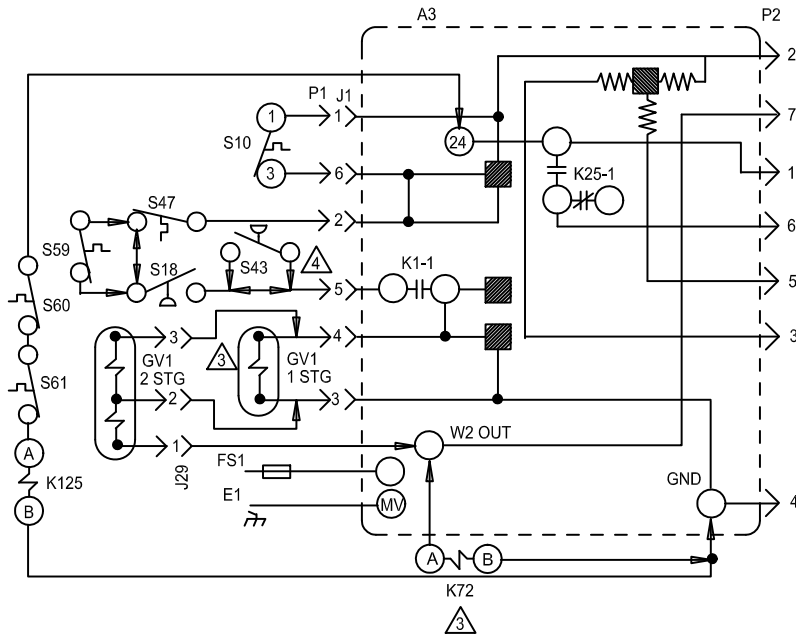 A3
P2
2
P1
J1
7
1
1
S10
24
3
6
1
K25-1
S47
2
6
S59
S43
4
S18
K1-1
5
5
S60
3
4
3
GV1
2 STG
3
GV1
1 STG
S61
2
3
A
1
W2 OUT
J29
FS1
K125
GND
E1
MV
4
B
A
B
K72
3